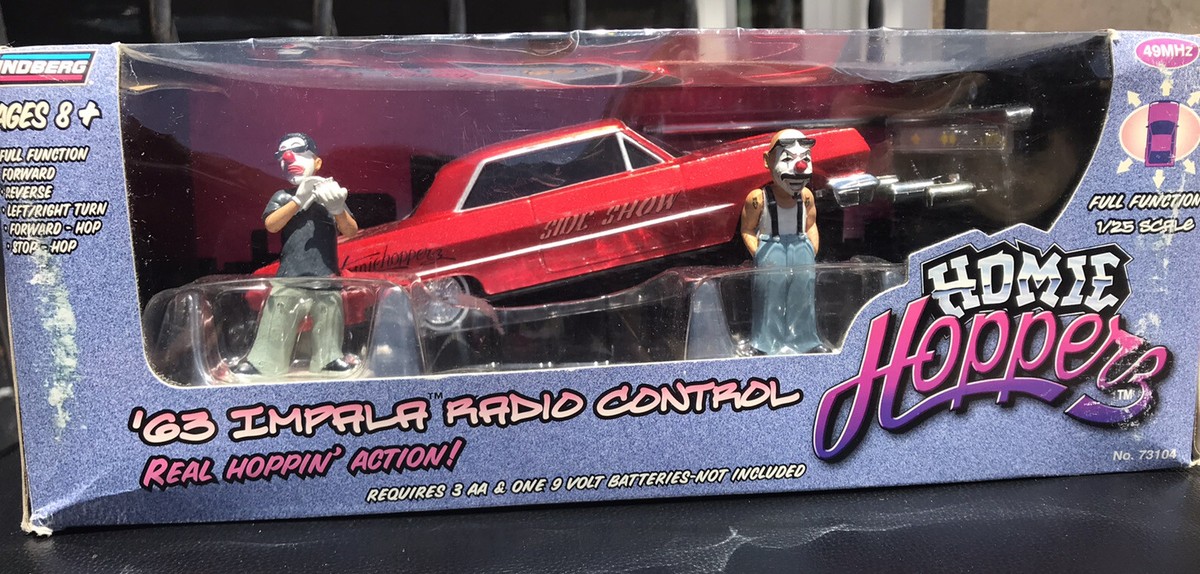 NDBERG
AGES 8 +
FULL FUNCTION
FORWARD
· REVERSE
· LEFT/RIGHT TURN
· FORWARD - HOP
· STOP - HOP
SIDE SHOW
49MHz
FULL FUNCTION
1/25 SCALE
HOMIE
Hoppers™
'63 IMPALA™ RADIO CONTROL
REAL HOPPIN' ACTION!
REQUIRES 3 AA & ONE 9 VOLT BATTERIES-NOT INCLUDED
No. 73104